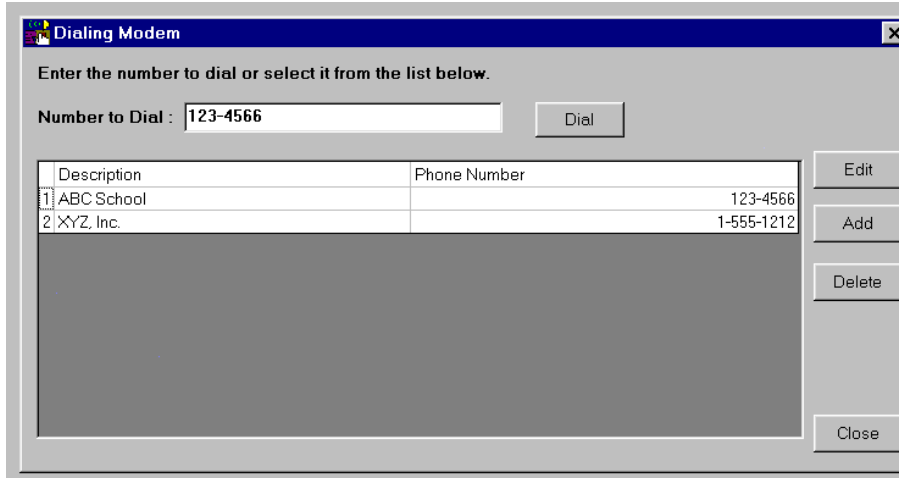 Dialing Modem
Enter the number to dial or select it from the list below.
Number to Dial : 123-4566 Dial
Description Phone Number Edit
1 ABC School 123-4566
2 XYZ, Inc. 1-555-1212 Add
Delete
Close